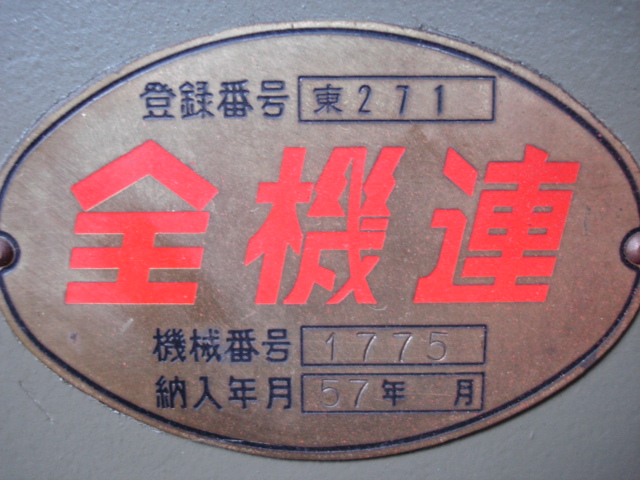 登録番号 東271
全機連
機械番号 1775
納入年月 57年 月